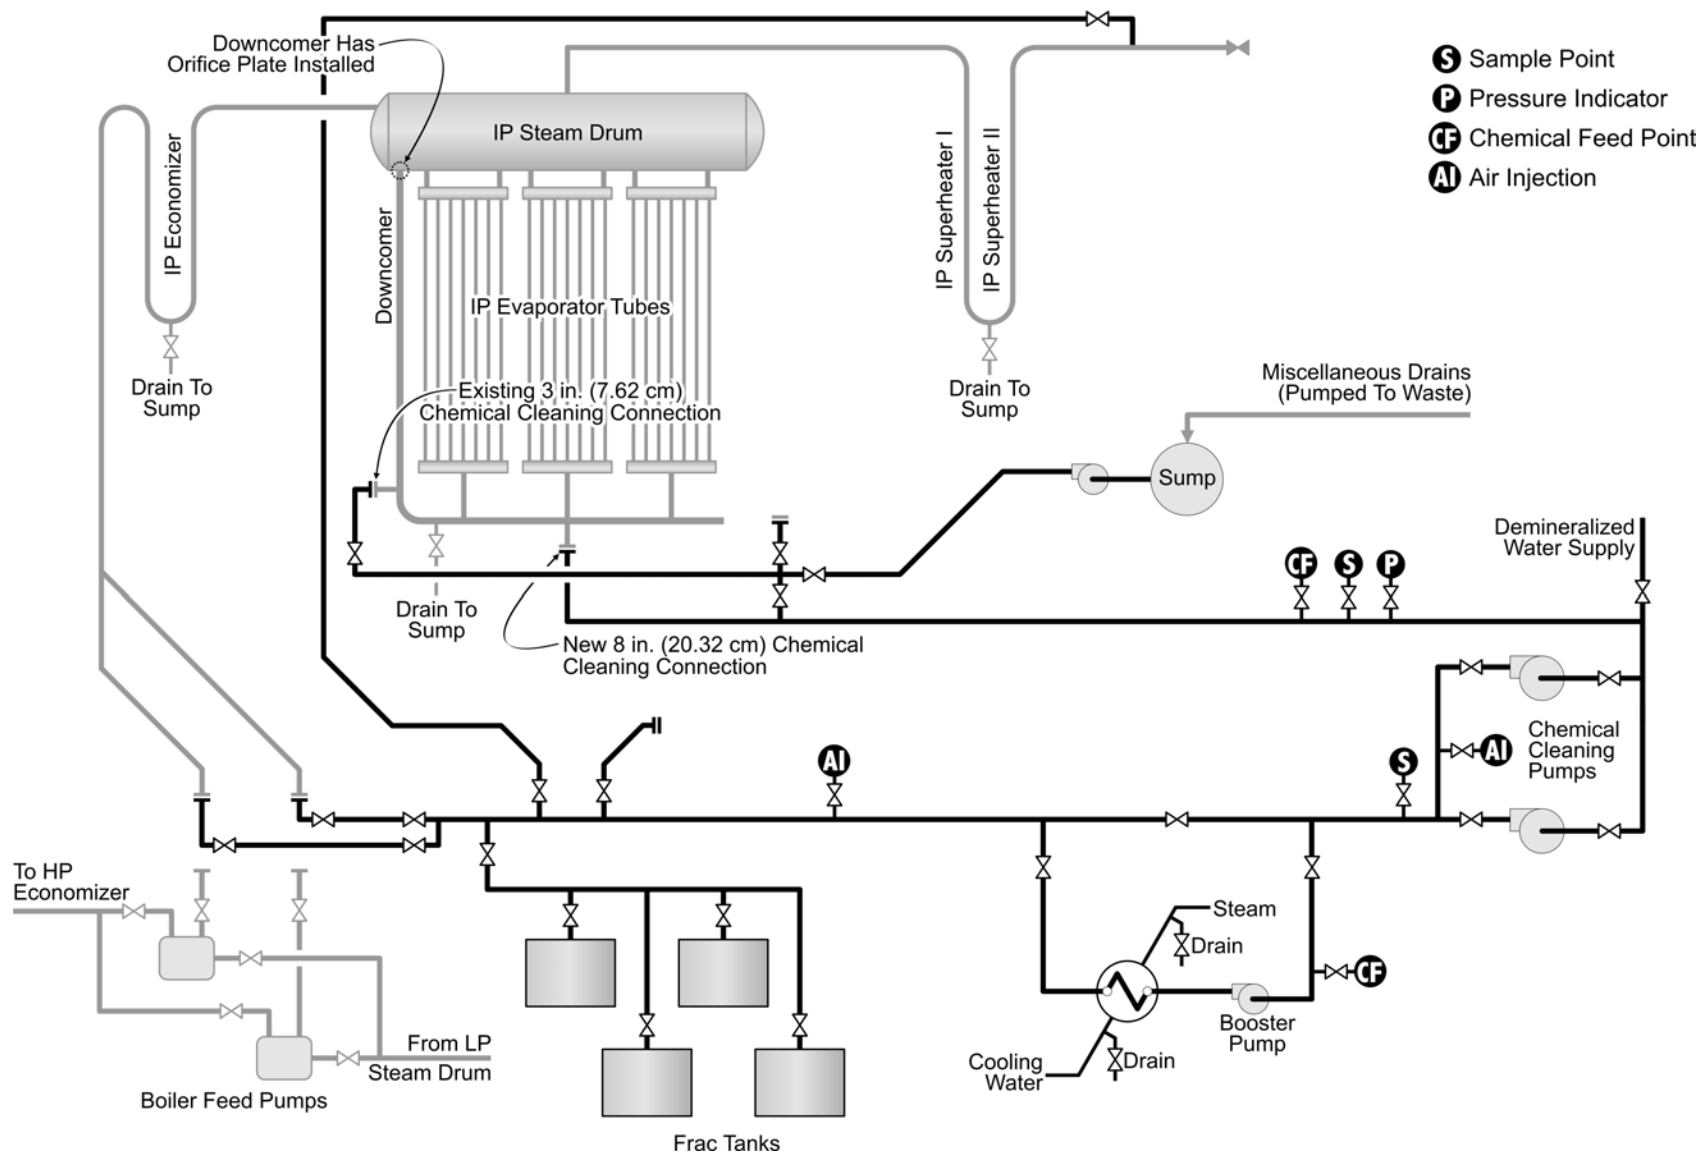 Downcomer Has
Orifice Plate Installed
S Sample Point
P Pressure Indicator
CF Chemical Feed Point
AI Air Injection
IP Steam Drum
IP Economizer
Downcomer
IP Superheater I
IP Superheater II
IP Evaporator Tubes
Drain To
Sump
Existing 3 in. (7.62 cm)
Chemical Cleaning Connection
Drain To
Sump
Miscellaneous Drains
(Pumped To Waste)
Sump
Demineralized
Water Supply
CF
S
P
Drain To
Sump
New 8 in. (20.32 cm) Chemical
Cleaning Connection
AI
S
AI
Chemical
Cleaning
Pumps
To HP
Economizer
Steam
Drain
CF
Booster
Pump
Cooling
Water
Drain
From LP
Steam Drum
Boiler Feed Pumps
Frac Tanks